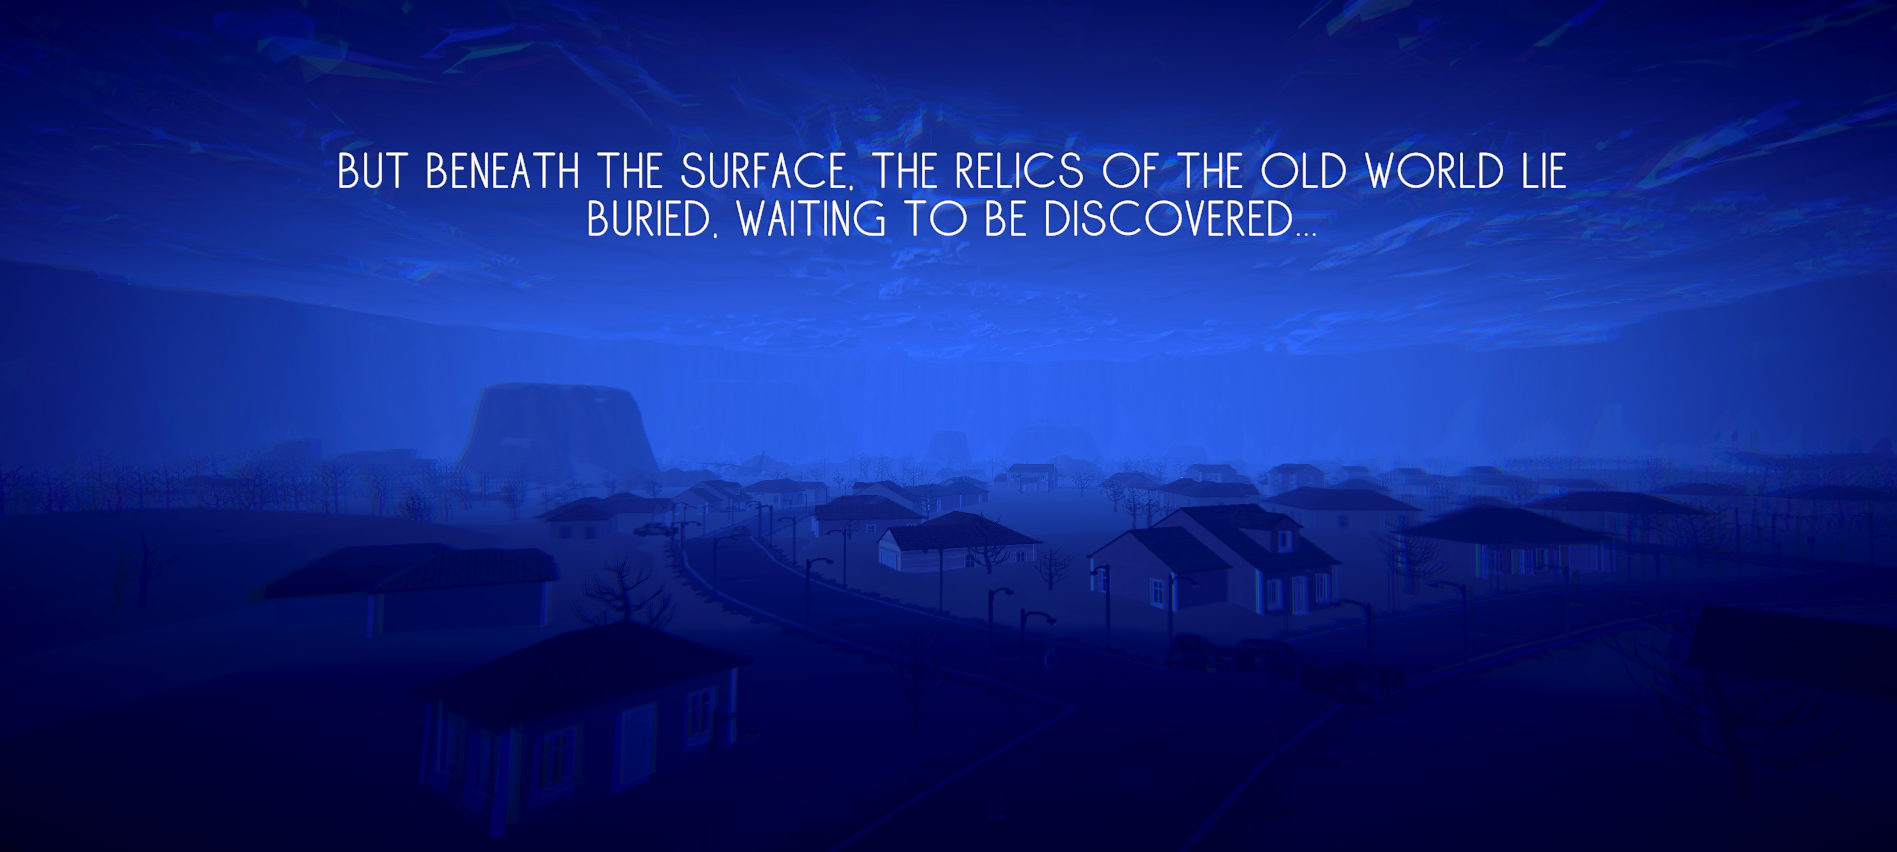 BUT BENEATH THE SURFACE, THE RELICS OF THE OLD WORLD LIE
BURIED, WAITING TO BE DISCOVERED...